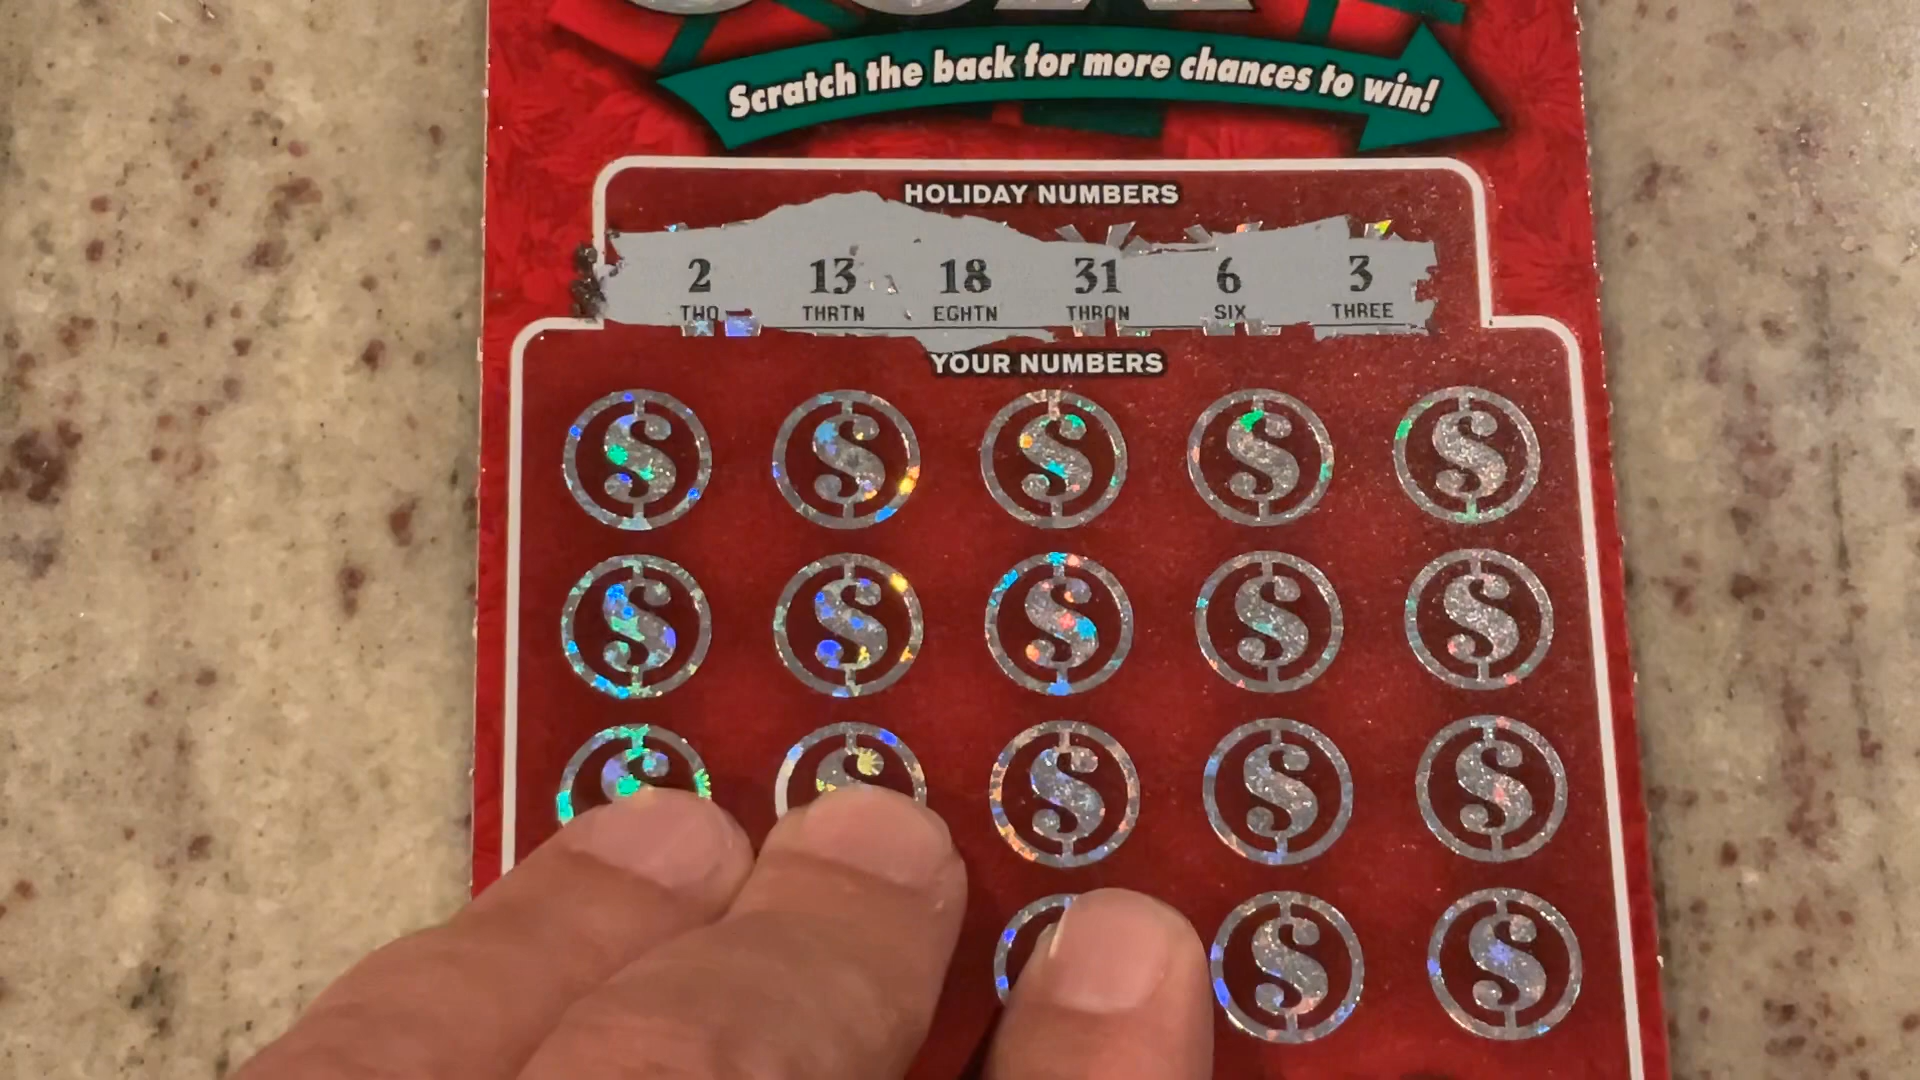 Scratch the back for more chances to win!
HOLIDAY NUMBERS
2 13 18 31 6 3
TWO THRTN EGHTN THRON SIX THREE
YOUR NUMBERS
$ $ $ $ $
$ $ $ $ $
$ $ $ $ $
$ $